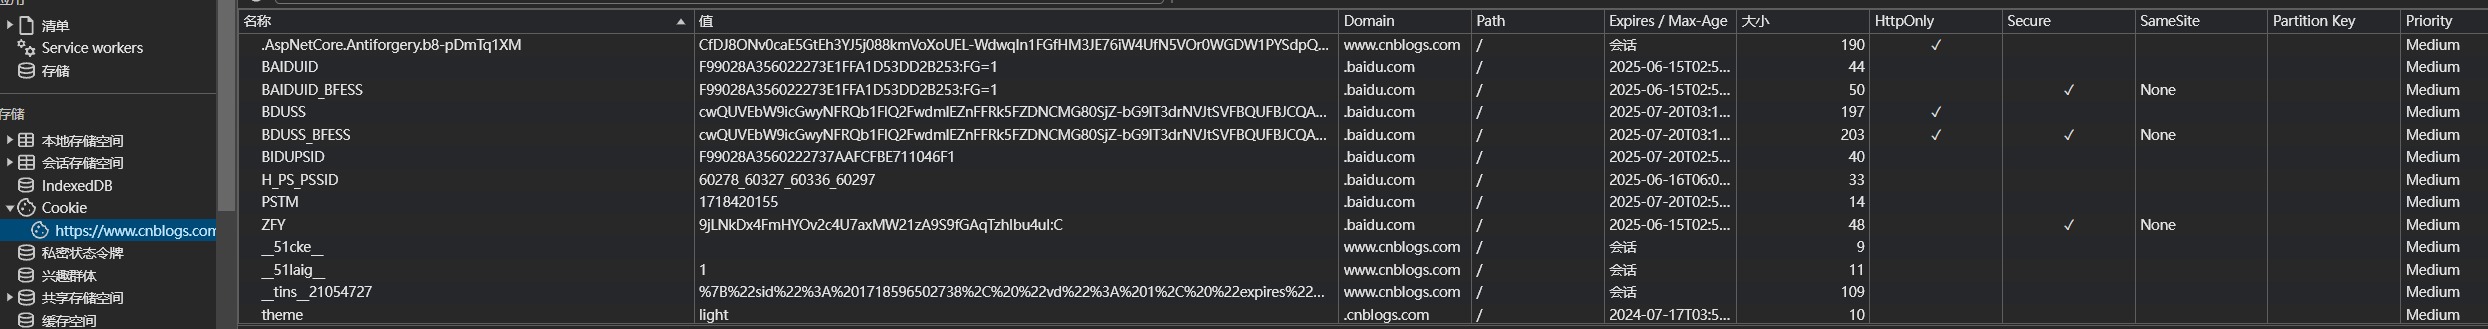 应用
清单
Service workers
存储
存储
本地存储空间
会话存储空间
IndexedDB
Cookie
https://www.cnblogs.com
私密状态令牌
兴趣群体
共享存储空间
缓存空间
名称 值 Domain Path Expires / Max-Age 大小 HttpOnly Secure SameSite Partition Key Priority
.AspNetCore.Antiforgery.b8-pDmTq1XM CfDJ8ONv0caE5GtEh3YJ5j088kmVoXoUEL-WdwqIn1FGfHM3JE76iW4UfN5VOr0WGDW1PYSdpQ... www.cnblogs.com / 会话 190 ✓ Medium
BAIDUID F99028A356022273E1FFA1D53DD2B253:FG=1 .baidu.com / 2025-06-15T02:5... 44 Medium
BAIDUID_BFESS F99028A356022273E1FFA1D53DD2B253:FG=1 .baidu.com / 2025-06-15T02:5... 50 ✓ None Medium
BDUSS cwQUVEbW9icGwyNFRQb1FIQ2FwdmlEZnFFRk5FZDNCMG80SjZ-bG9IT3drNVJtSVFBQUFBJCQA... .baidu.com / 2025-07-20T03:1... 197 ✓ Medium
BDUSS_BFESS cwQUVEbW9icGwyNFRQb1FIQ2FwdmlEZnFFRk5FZDNCMG80SjZ-bG9IT3drNVJtSVFBQUFBJCQA... .baidu.com / 2025-07-20T03:1... 203 ✓ ✓ None Medium
BIDUPSID F99028A3560222737AAFCFBE711046F1 .baidu.com / 2025-07-20T02:5... 40 Medium
H_PS_PSSID 60278_60327_60336_60297 .baidu.com / 2025-06-16T06:0... 33 Medium
PSTM 1718420155 .baidu.com / 2025-07-20T02:5... 14 Medium
ZFY 9jLNkDx4FmHYOv2c4U7axMW21zA9S9fGAqTzhIbu4uI:C .baidu.com / 2025-06-15T02:5... 48 ✓ None Medium
__51cke__ www.cnblogs.com / 会话 9 Medium
__51laig__ 1 www.cnblogs.com / 会话 11 Medium
__tins__21054727 %7B%22sid%22%3A%201718596502738%2C%20%22vd%22%3A%201%2C%20%22expires%22... www.cnblogs.com / 会话 109 Medium
theme light .cnblogs.com / 2024-07-17T03:5... 10 Medium